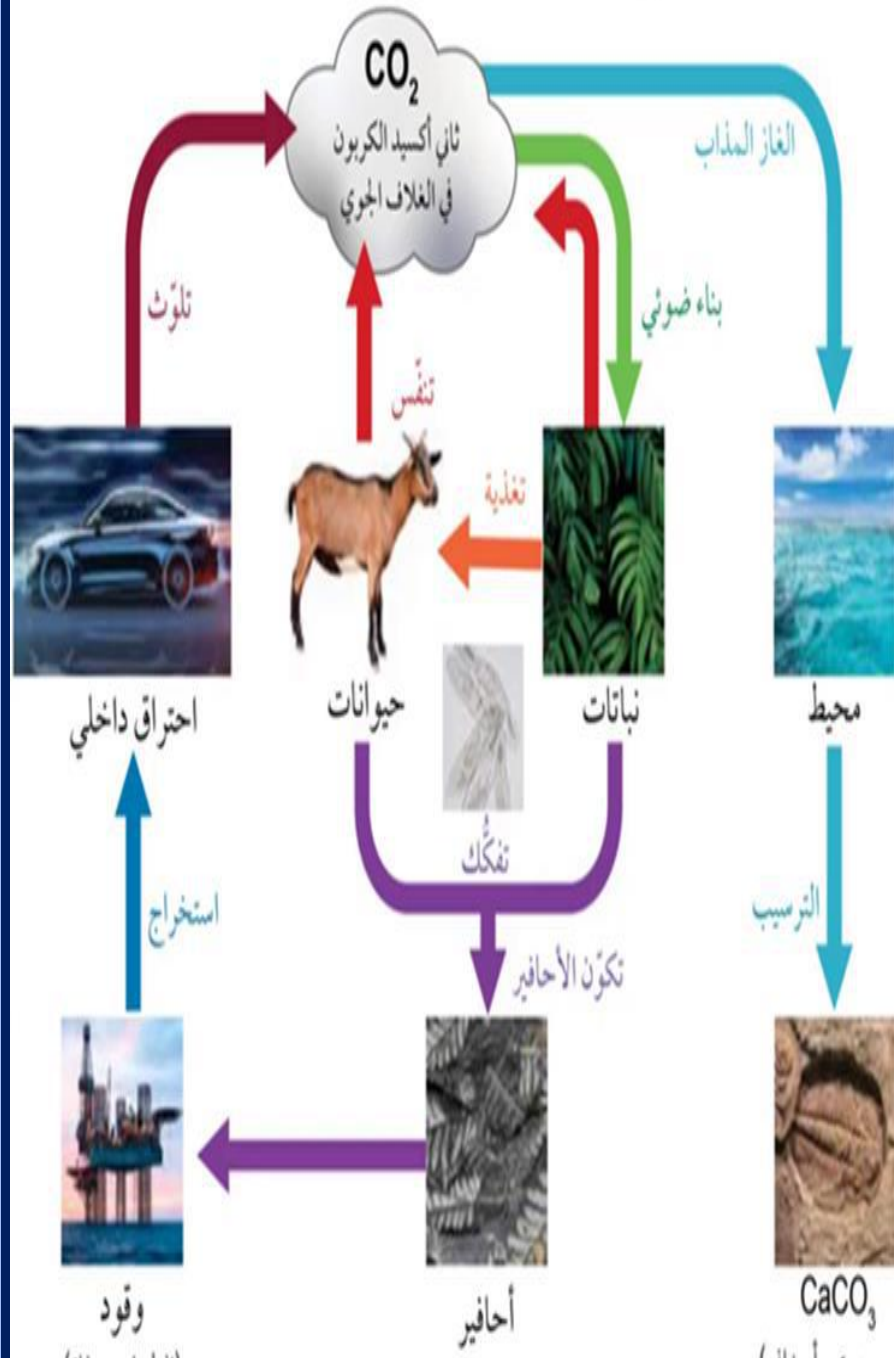 CO₂
ثاني أكسيد الكربون
في الغلاف الجوي
الغاز المذاب
بناء ضوئي
تلوّث
تنفّس
تغذية
محيط
نباتات
حيوانات
احتراق داخلي
تفكُّك
الترسيب
استخراج
تكوّن الأحافير
CaCO₃
أحافير
وقود